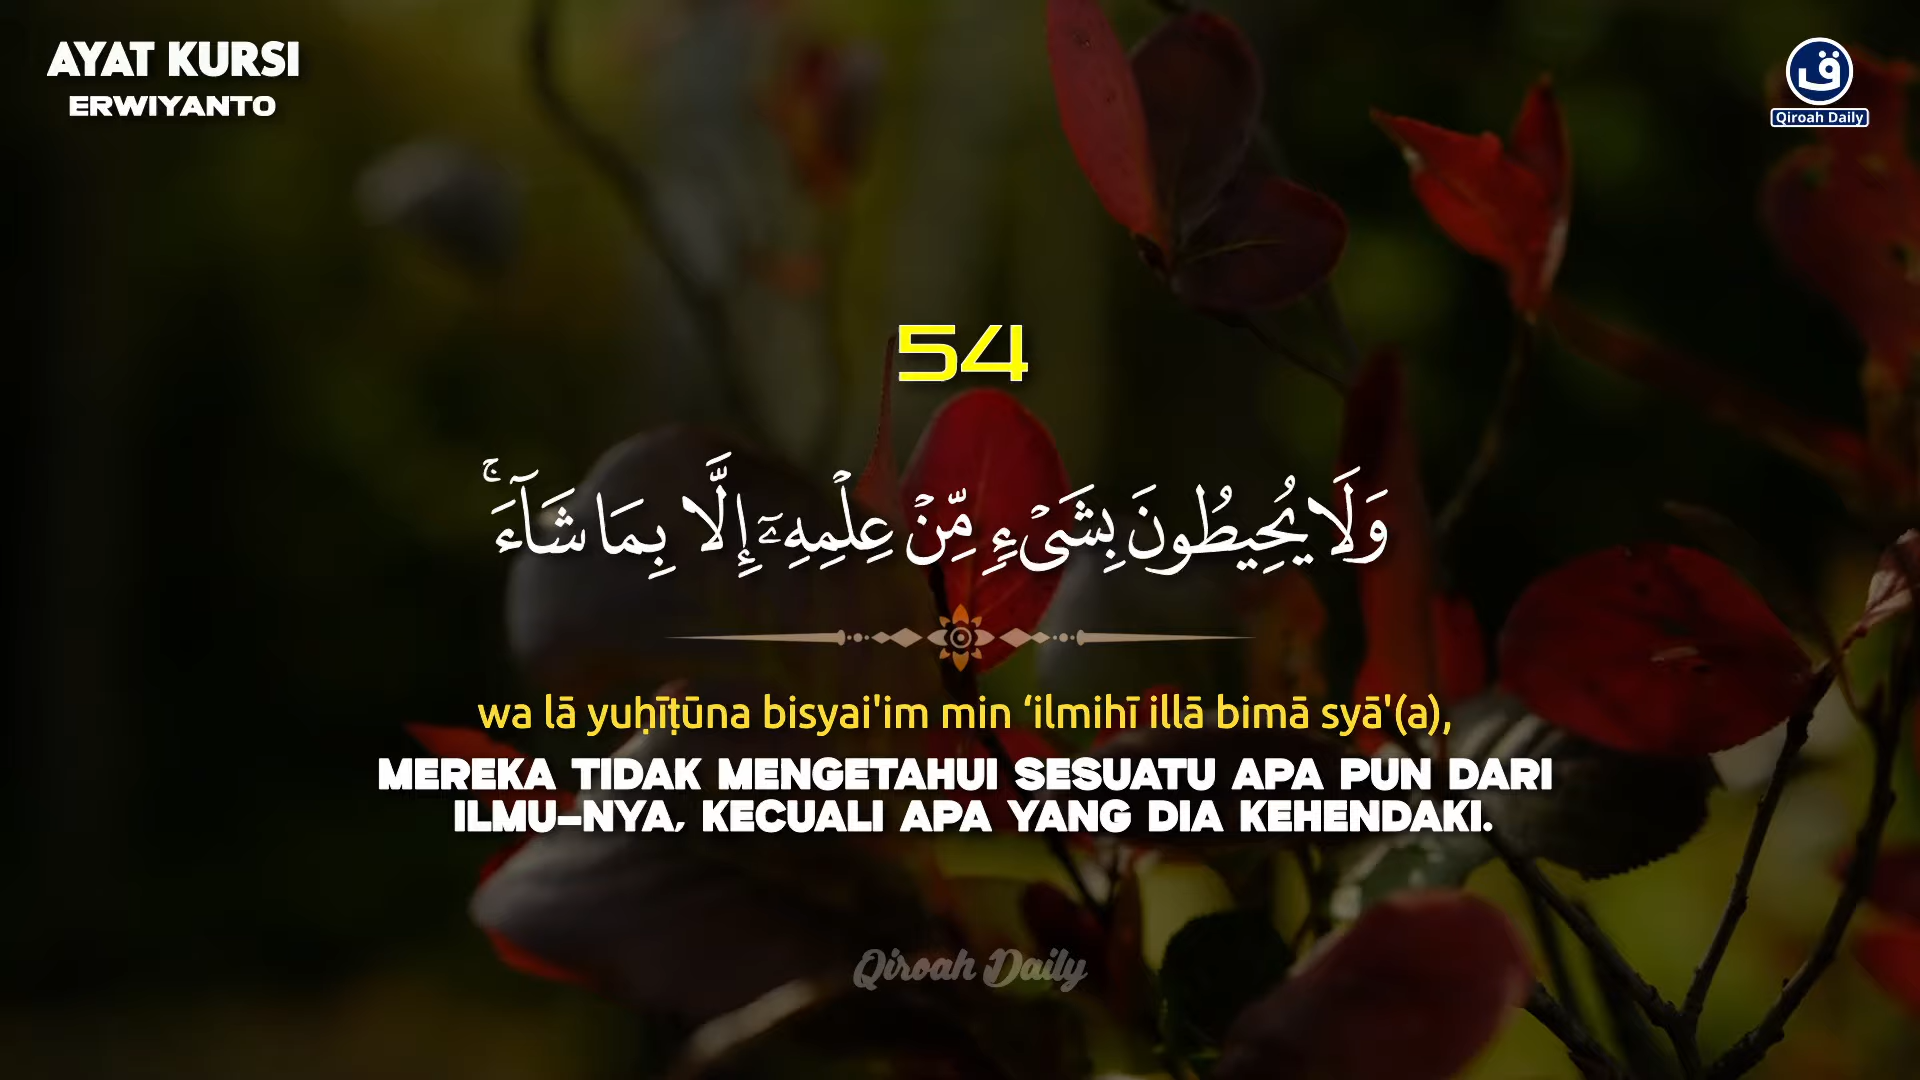 AYAT KURSI
ERWIYANTO
ق
Qiroah Daily
54
وَلَا يُحِيطُونَ بِشَىْءٍ مِّنْ عِلْمِهِۦٓ إِلَّا بِمَا شَآءَ ۚ
wa lā yuḥīṭūna bisyai'im min ‘ilmihī illā bimā syā'(a),
MEREKA TIDAK MENGETAHUI SESUATU APA PUN DARI
ILMU-NYA, KECUALI APA YANG DIA KEHENDAKI.
Qiroah Daily